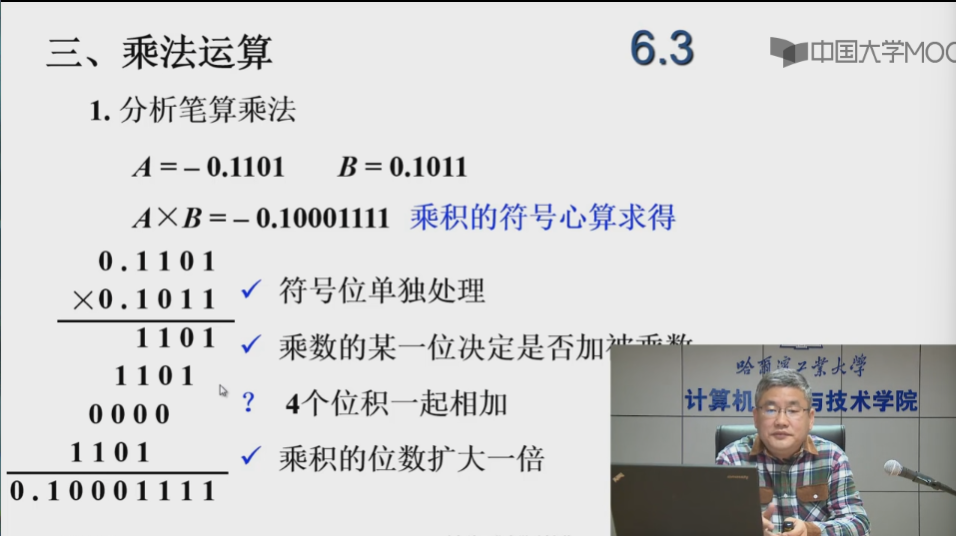 三、乘法运算
6.3
中国大学MOO
1. 分析笔算乘法
A = – 0.1101 B = 0.1011
A×B = – 0.10001111 乘积的符号心算求得
0.1101
×0.1011
1101
1101
0000
1101
0.10001111
✓ 符号位单独处理
✓ 乘数的某一位决定是否加被乘数
? 4个位积一起相加
✓ 乘积的位数扩大一倍
哈尔滨工业大学
计算机 与技术学院